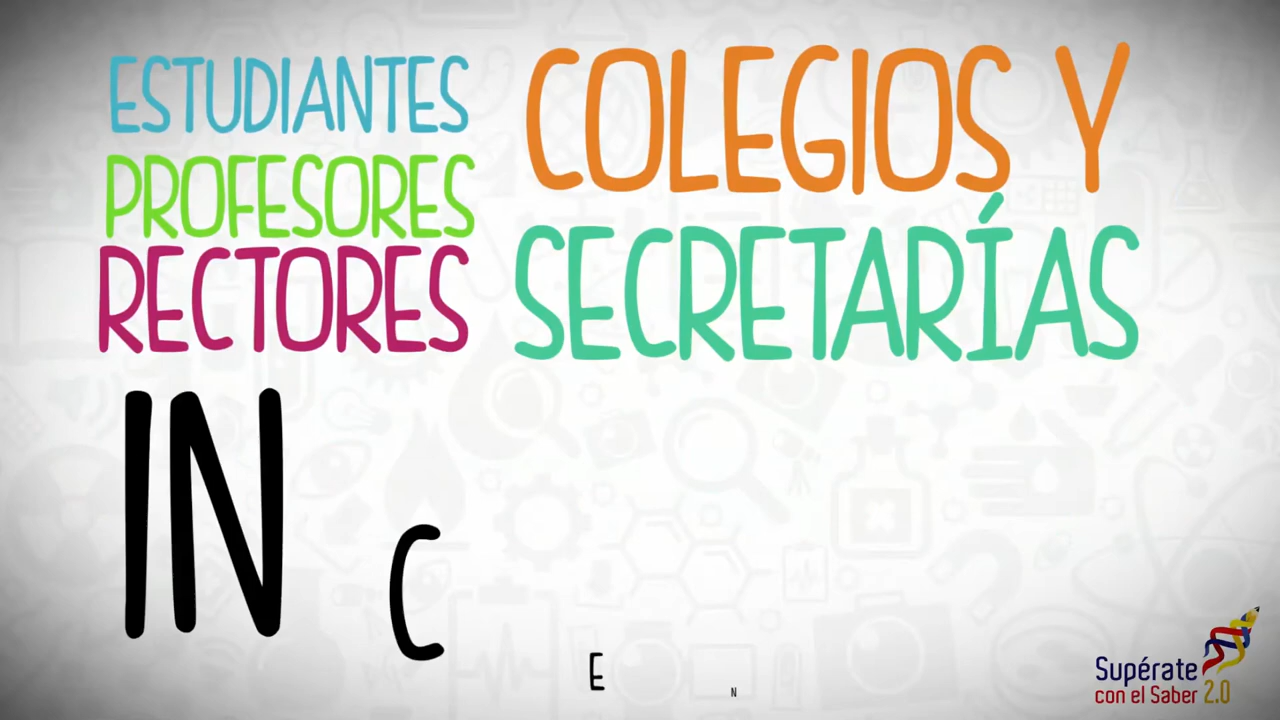 ESTUDIANTES
PROFESORES
RECTORES
COLEGIOS Y
SECRETARÍAS
IN C E N
Supérate
con el Saber 2.0